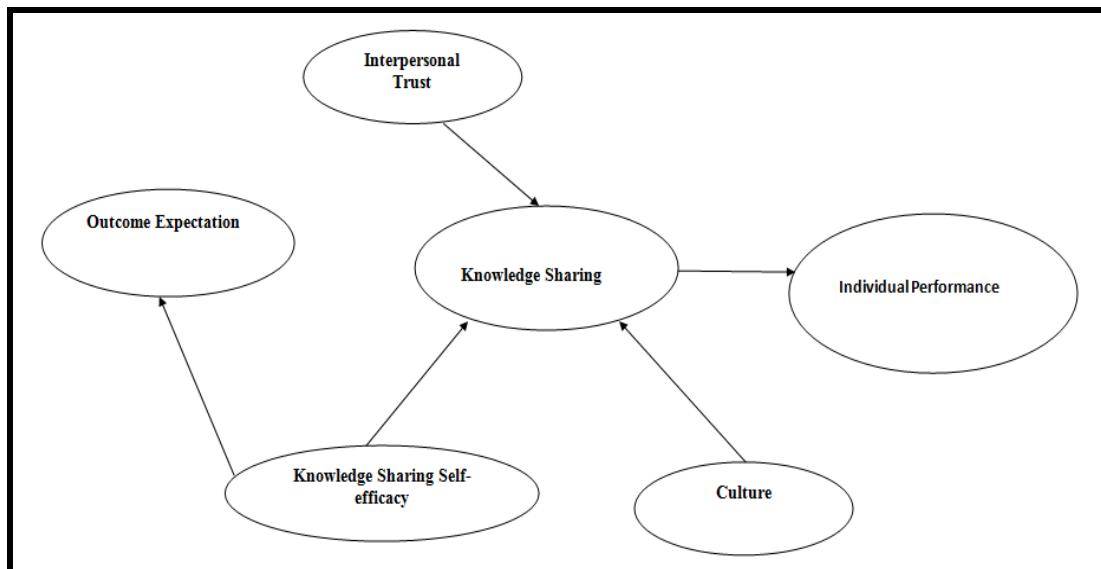 Interpersonal
Trust
Outcome Expectation
Knowledge Sharing
Individual Performance
Knowledge Sharing Self-
efficacy
Culture